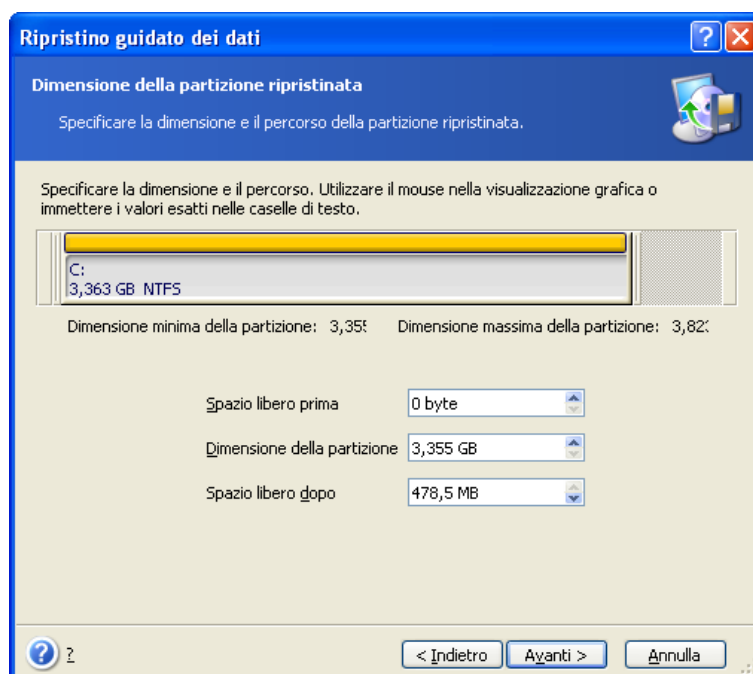 Ripristino guidato dei dati
Dimensione della partizione ripristinata
Specificare la dimensione e il percorso della partizione ripristinata.
Specificare la dimensione e il percorso. Utilizzare il mouse nella visualizzazione grafica o
immettere i valori esatti nelle caselle di testo.
C:
3,363 GB NTFS
Dimensione minima della partizione: 3,355 Dimensione massima della partizione: 3,82
Spazio libero prima 0 byte
Dimensione della partizione 3,355 GB
Spazio libero dopo 478,5 MB
? < Indietro Avanti > Annulla